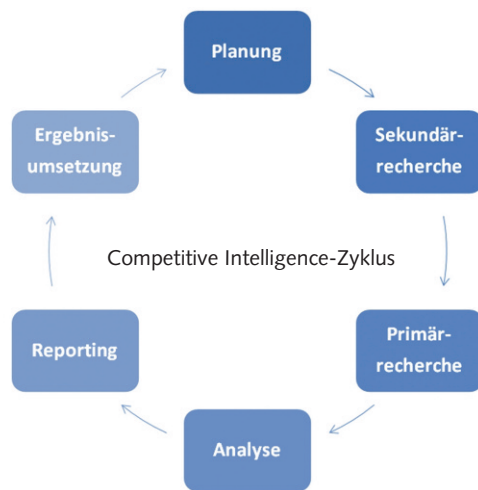 Planung
Sekundär-
recherche
Primär-
recherche
Analyse
Reporting
Ergebnis-
umsetzung
Competitive Intelligence-Zyklus